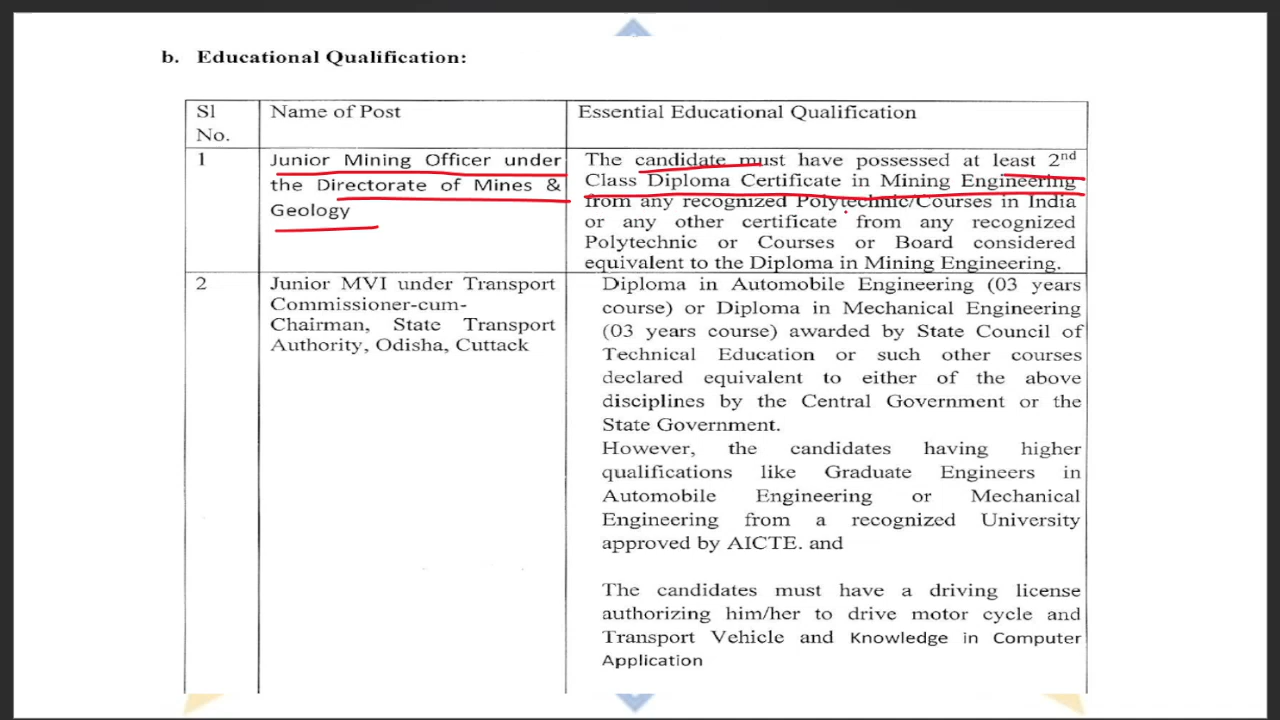 b. Educational Qualification:
Sl No.
Name of Post
Essential Educational Qualification
1
Junior Mining Officer under
the Directorate of Mines &
Geology
The candidate must have possessed at least 2nd
Class Diploma Certificate in Mining Engineering
from any recognized Polytechnic/Courses in India
or any other certificate from any recognized
Polytechnic or Courses or Board considered
equivalent to the Diploma in Mining Engineering.
2
Junior MVI under Transport
Commissioner-cum-
Chairman, State Transport
Authority, Odisha, Cuttack
Diploma in Automobile Engineering (03 years
course) or Diploma in Mechanical Engineering
(03 years course) awarded by State Council of
Technical Education or such other courses
declared equivalent to either of the above
disciplines by the Central Government or the
State Government.
However, the candidates having higher
qualifications like Graduate Engineers in
Automobile Engineering or Mechanical
Engineering from a recognized University
approved by AICTE. and
The candidates must have a driving license
authorizing him/her to drive motor cycle and
Transport Vehicle and Knowledge in Computer
Application